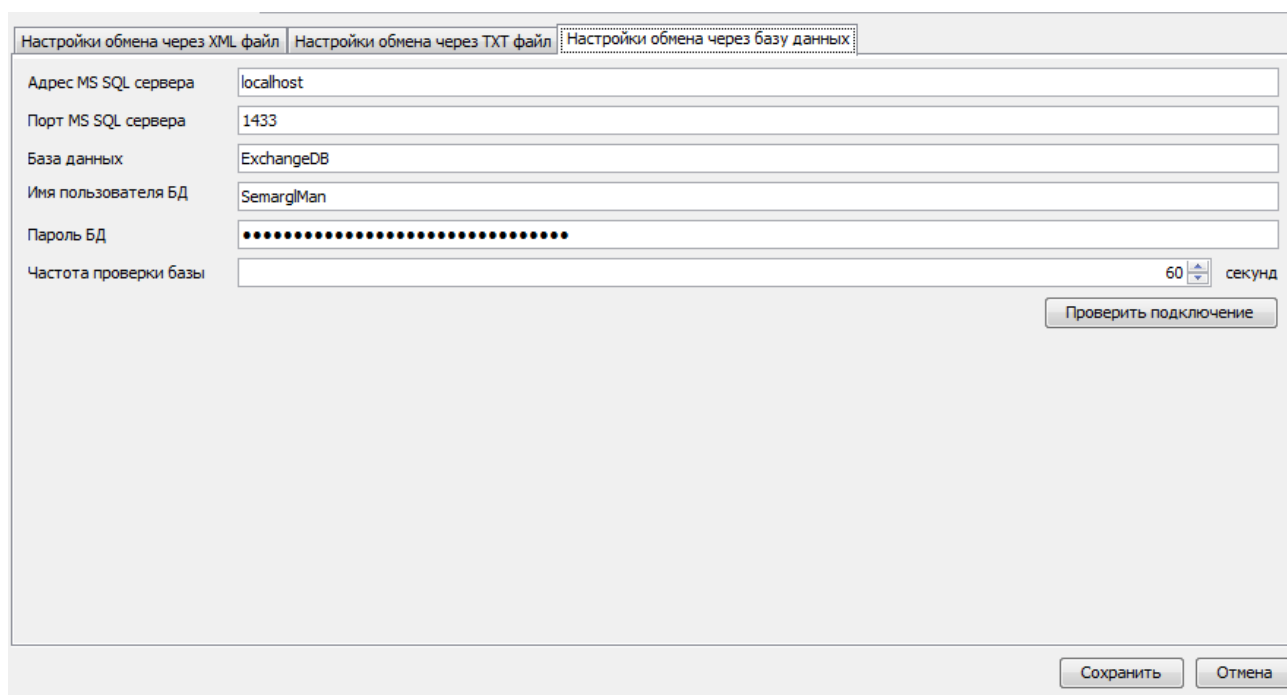 Настройки обмена через XML файл Настройки обмена через TXT файл Настройки обмена через базу данных
Адрес MS SQL сервера localhost
Порт MS SQL сервера 1433
База данных ExchangeDB
Имя пользователя БД SemarglMan
Пароль БД ••••••••••••••••••••••••••••••••
Частота проверки базы 60 секунд
Проверить подключение
Сохранить Отмена